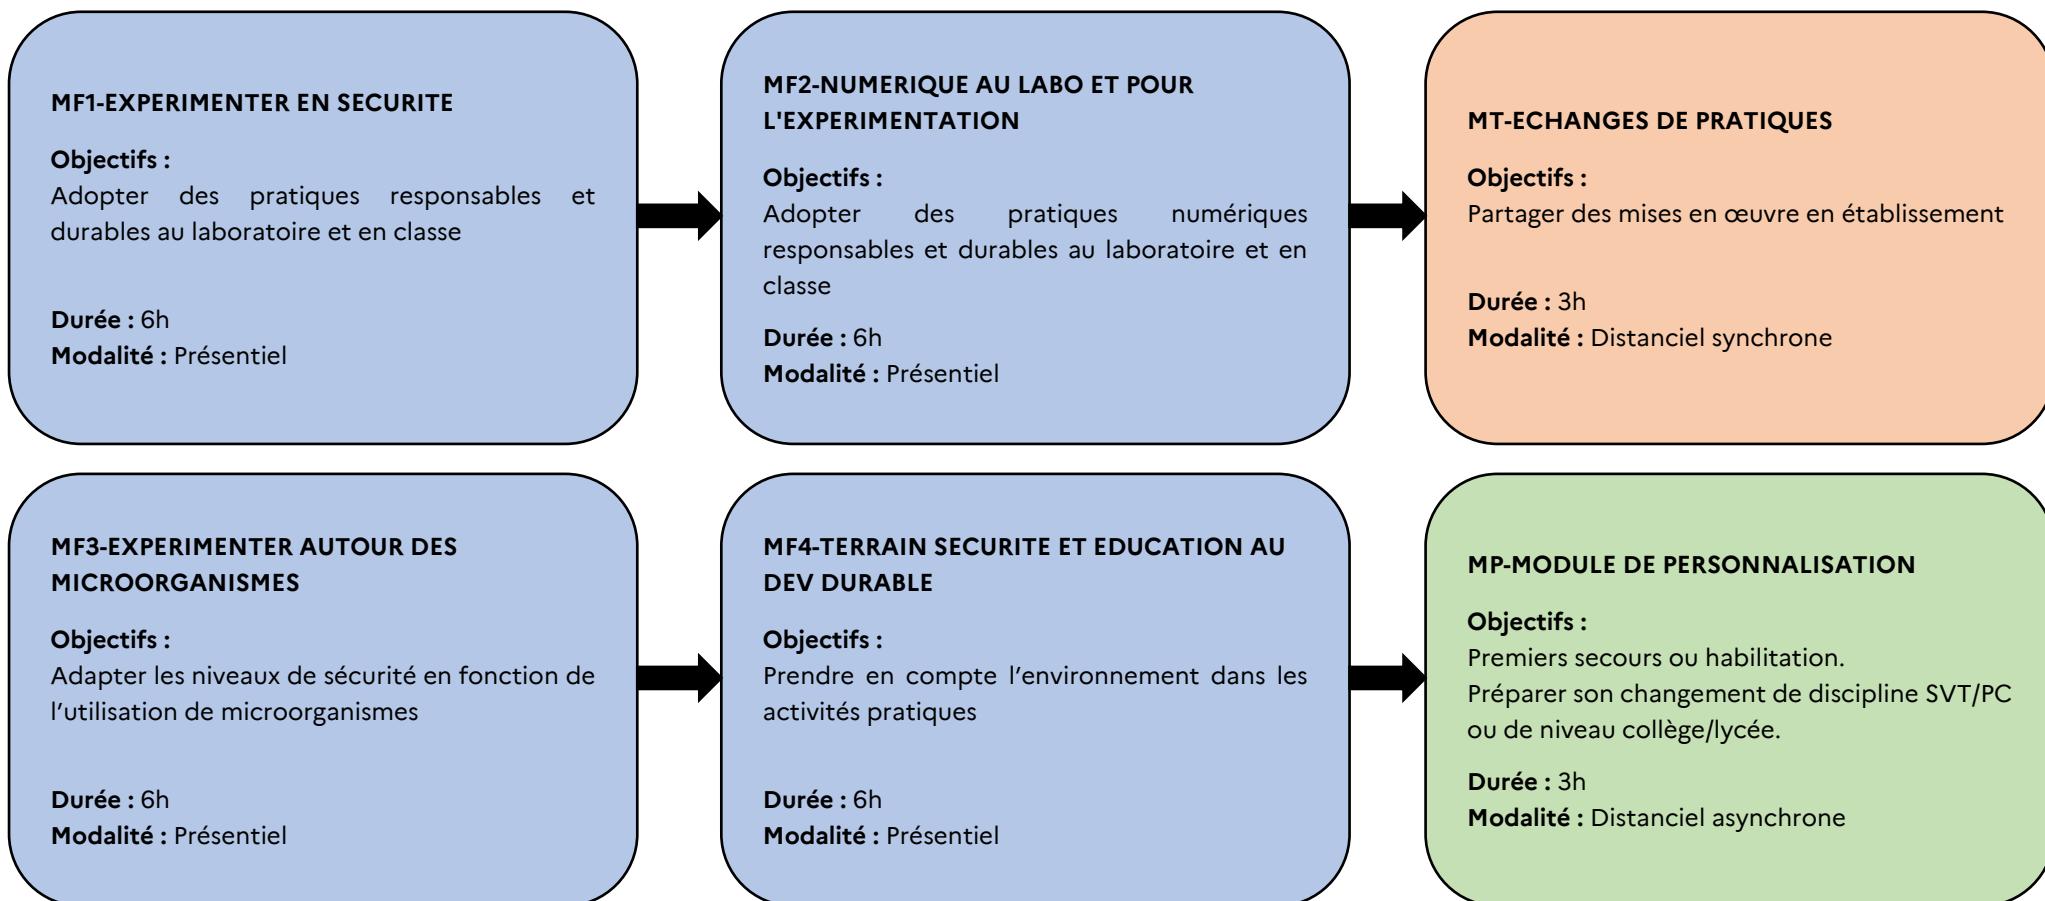 MF1-EXPERIMENTER EN SECURITE
Objectifs :
Adopter des pratiques responsables et
durables au laboratoire et en classe
Durée : 6h
Modalité : Présentiel
MF2-NUMERIQUE AU LABO ET POUR
L'EXPERIMENTATION
Objectifs :
Adopter des pratiques numériques
responsables et durables au laboratoire et en
classe
Durée : 6h
Modalité : Présentiel
MT-ECHANGES DE PRATIQUES
Objectifs :
Partager des mises en œuvre en établissement
Durée : 3h
Modalité : Distanciel synchrone
MF3-EXPERIMENTER AUTOUR DES
MICROORGANISMES
Objectifs :
Adapter les niveaux de sécurité en fonction de
l’utilisation de microorganismes
Durée : 6h
Modalité : Présentiel
MF4-TERRAIN SECURITE ET EDUCATION AU
DEV DURABLE
Objectifs :
Prendre en compte l’environnement dans les
activités pratiques
Durée : 6h
Modalité : Présentiel
MP-MODULE DE PERSONNALISATION
Objectifs :
Premiers secours ou habilitation.
Préparer son changement de discipline SVT/PC
ou de niveau collège/lycée.
Durée : 3h
Modalité : Distanciel asynchrone